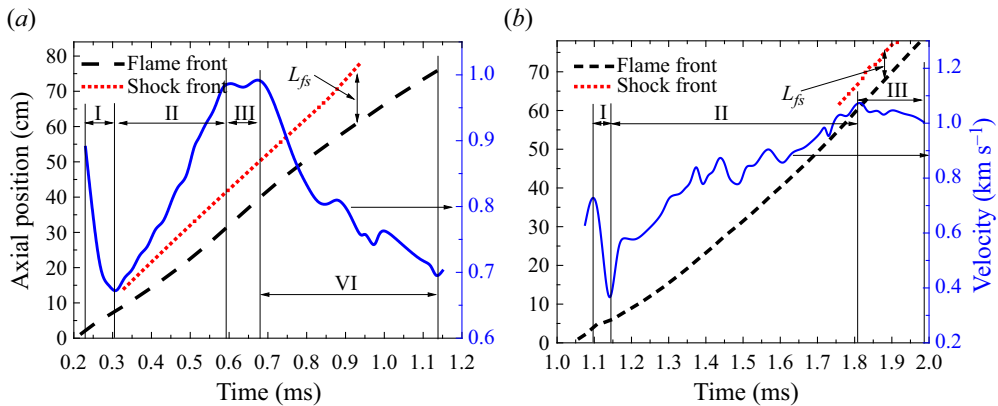 (a)
Flame front
Shock front
L_fs
I
II
III
VI
80
70
60
50
40
30
20
10
0
Axial position (cm)
1.0
0.9
0.8
0.7
0.6
0.2 0.3 0.4 0.5 0.6 0.7 0.8 0.9 1.0 1.1 1.2
Time (ms)
(b)
Flame front
Shock front
L_fs
I
II
III
70
60
50
40
30
20
10
0
1.2
1.0
0.8
0.6
0.4
0.2
Velocity (km s⁻¹)
1.0 1.1 1.2 1.3 1.4 1.5 1.6 1.7 1.8 1.9 2.0
Time (ms)